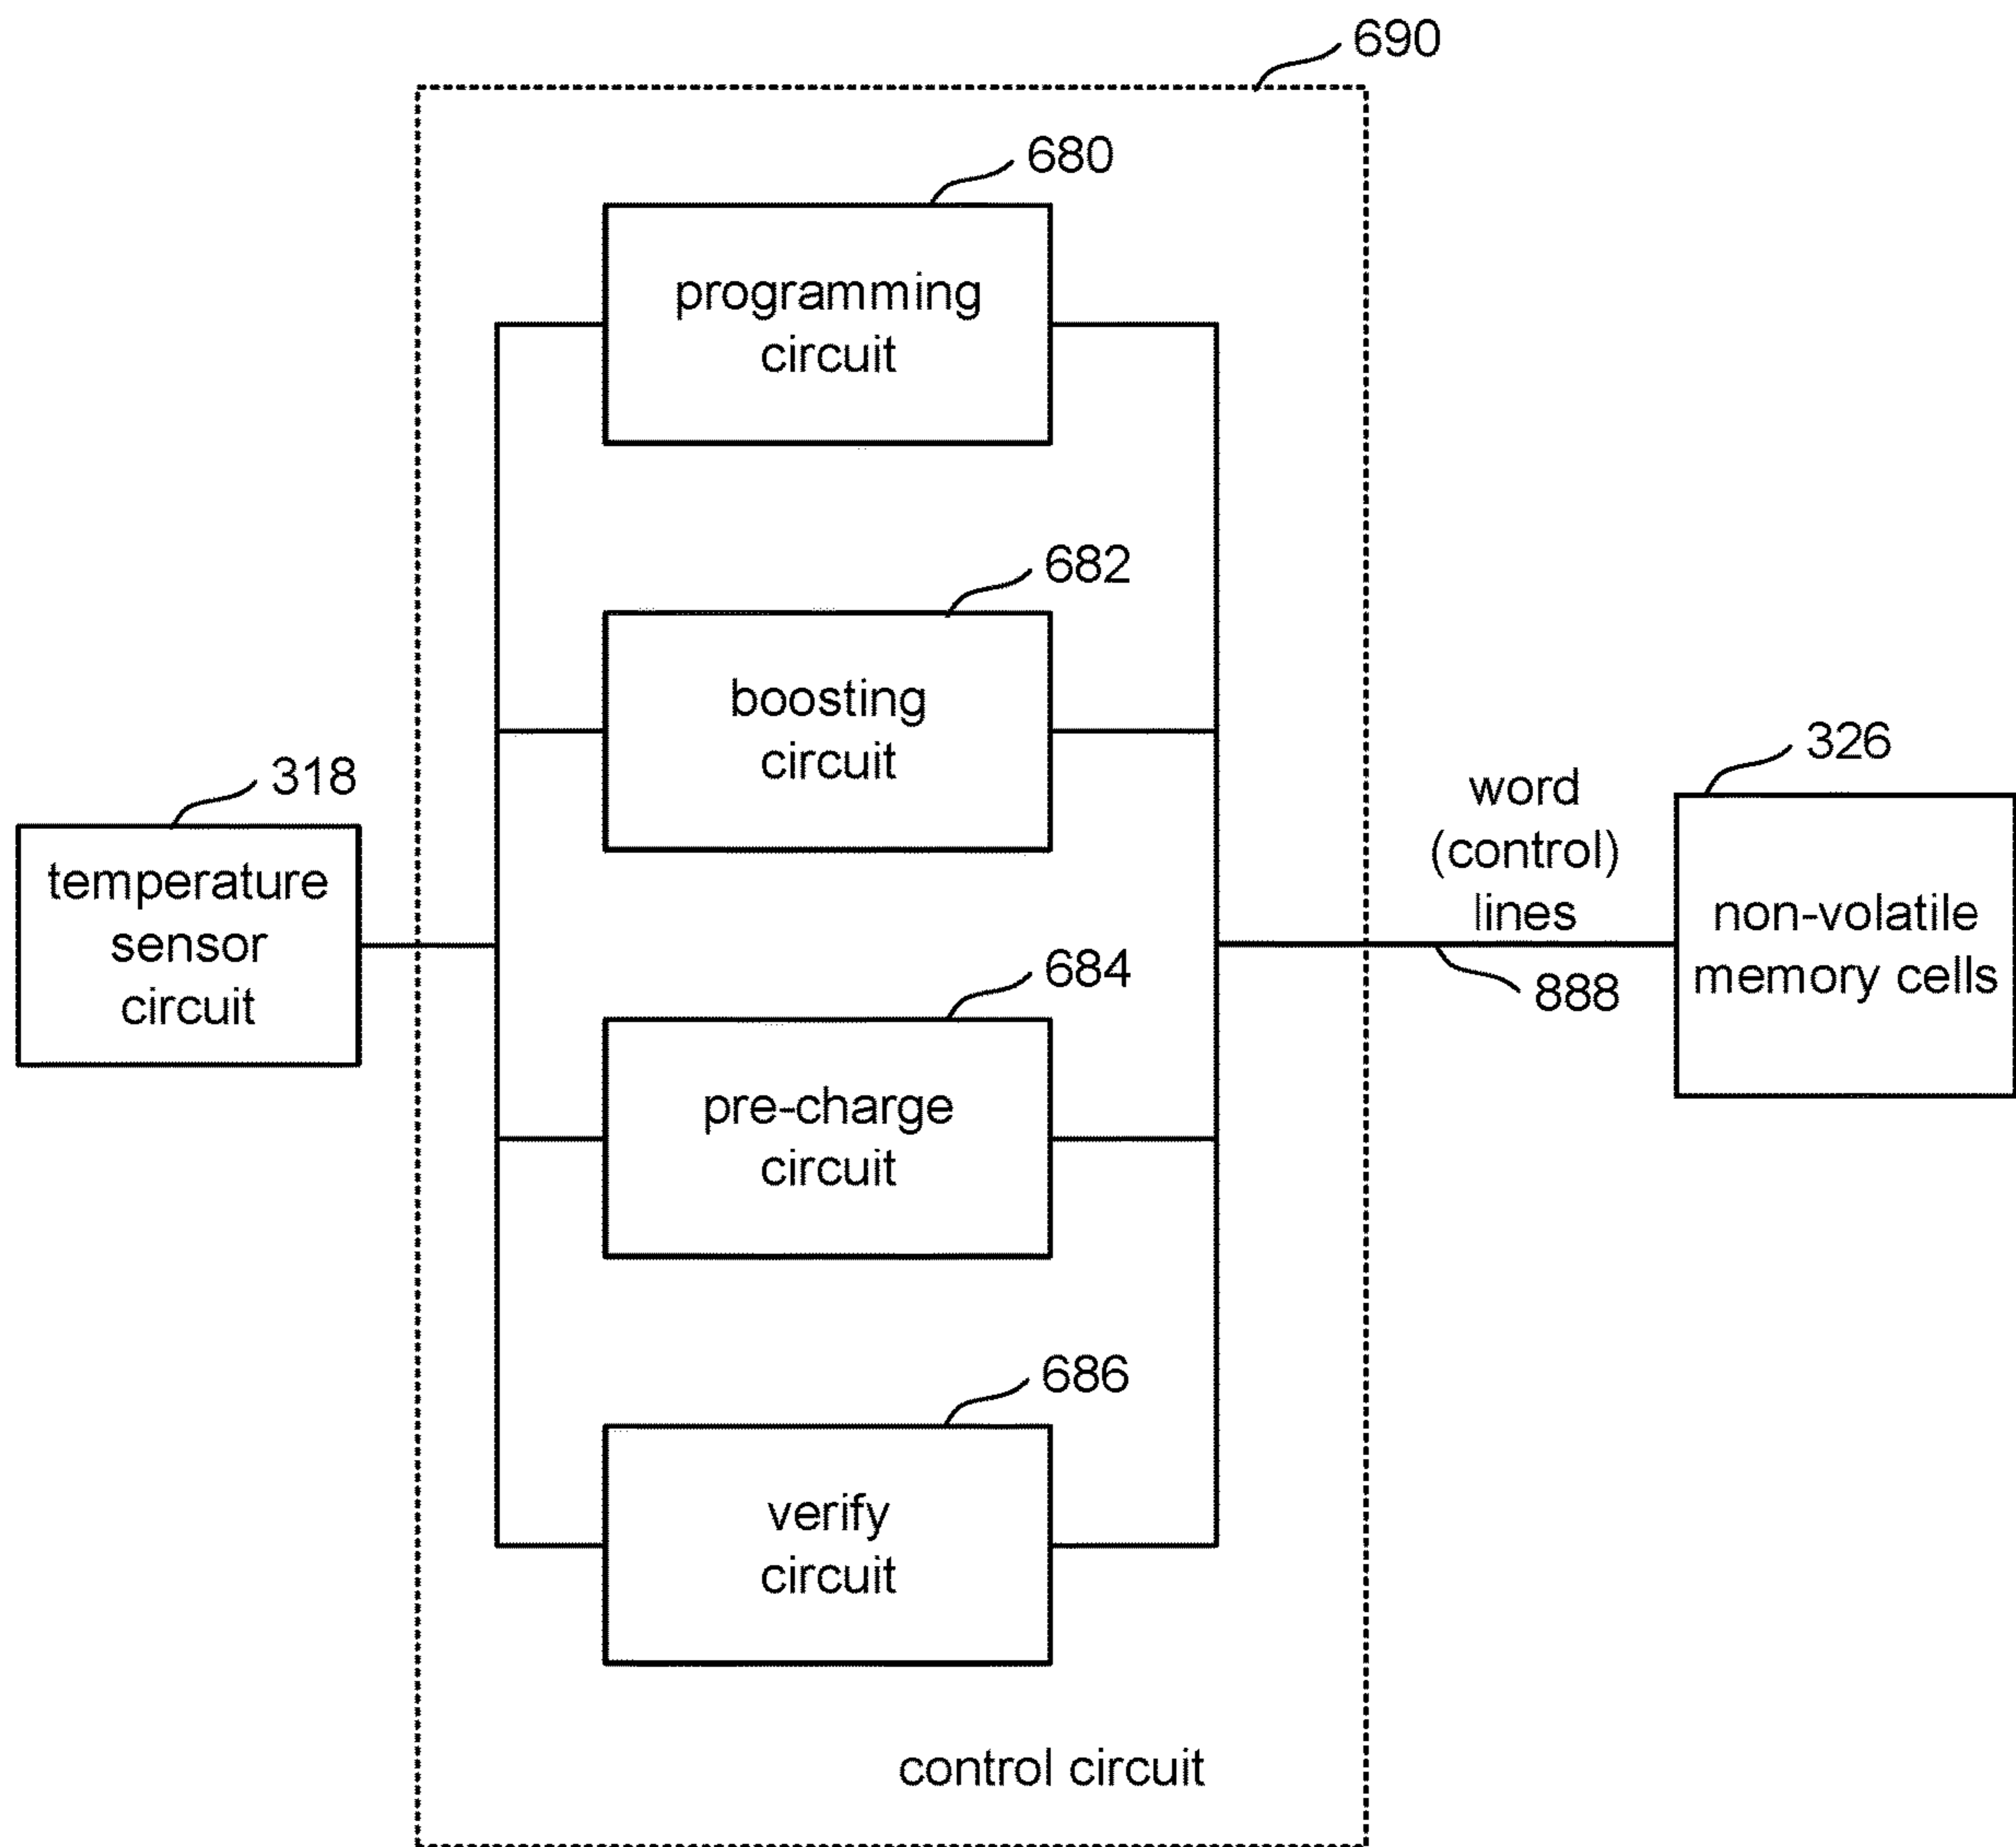 690
680
programming
circuit
682
boosting
circuit
318
temperature
sensor
circuit
684
pre-charge
circuit
686
verify
circuit
control circuit
word
(control)
lines
888
326
non-volatile
memory cells